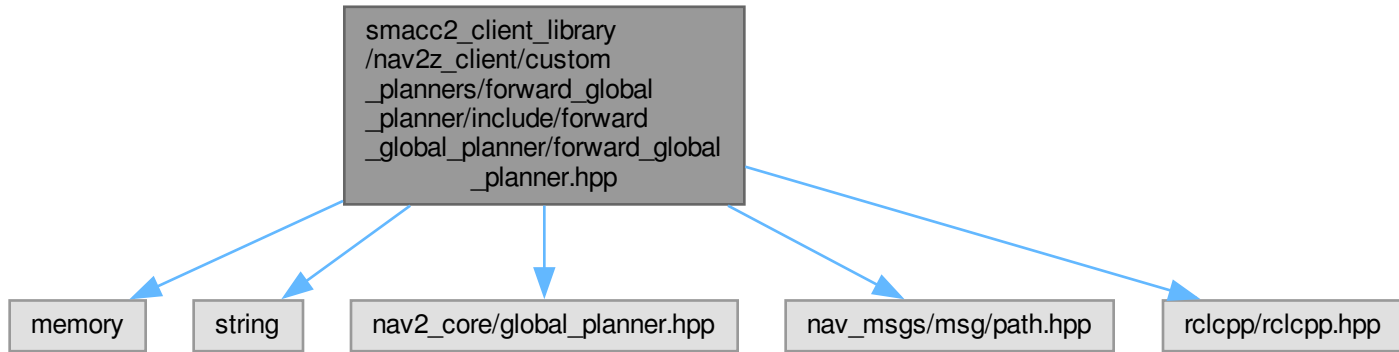 smacc2_client_library
/nav2z_client/custom
_planners/forward_global
_planner/include/forward
_global_planner/forward_global
_planner.hpp
memory
string
nav2_core/global_planner.hpp
nav_msgs/msg/path.hpp
rclcpp/rclcpp.hpp